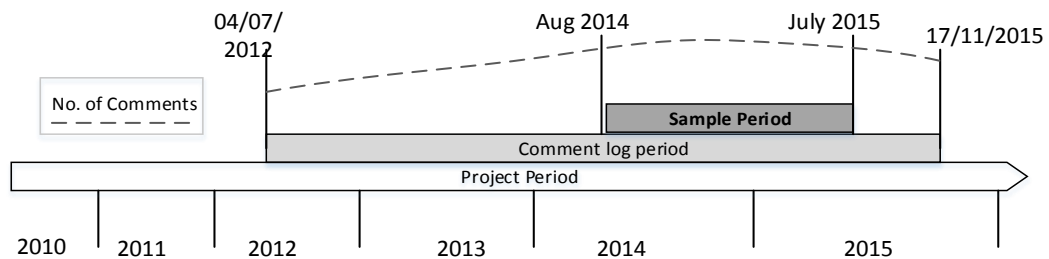 04/07/
2012
Aug 2014
July 2015
17/11/2015
No. of Comments
Sample Period
Comment log period
Project Period
2010
2011
2012
2013
2014
2015